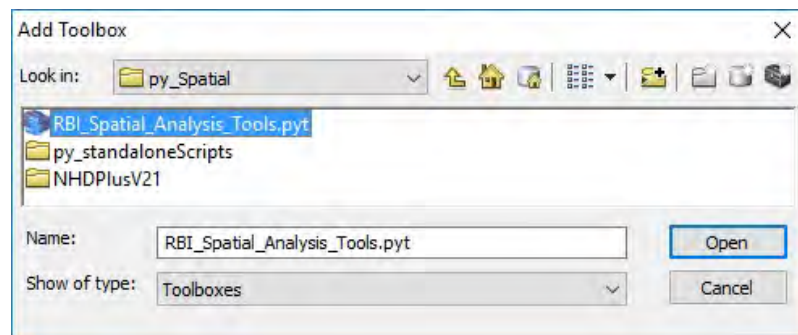 Add Toolbox
Look in: py_Spatial
RBI_Spatial_Analysis_Tools.pyt
py_standaloneScripts
NHDPlusV21
Name: RBI_Spatial_Analysis_Tools.pyt Open
Show of type: Toolboxes Cancel